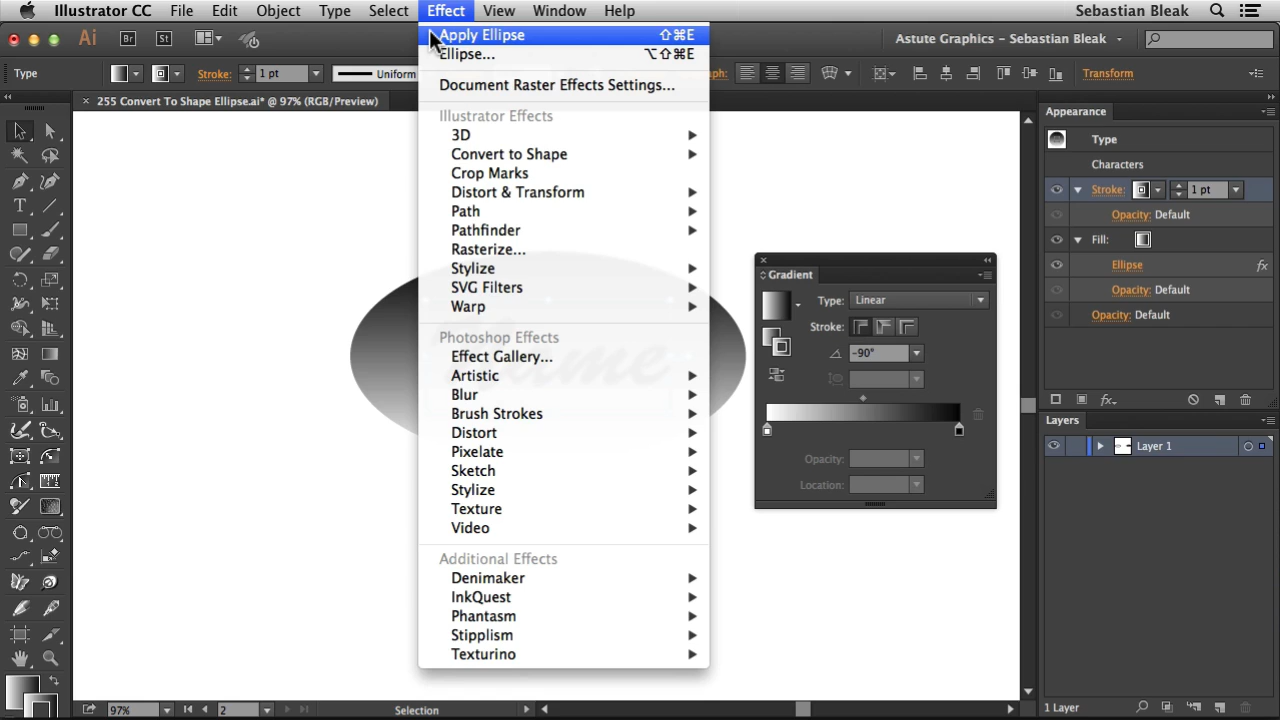 Illustrator CC File Edit Type Select Effect View Window Help Sebastian Bleak
Ai Br St Astute Graphics - Sebastian Bleak
Type Stroke: 1 pt Uniform Transform
× 255 Convert To Shape Ellipse.ai* @ 97% (RGB/Preview)
Apply Ellipse ⇧⌘E
Ellipse... ⌥⇧⌘E
Document Raster Effects Settings...
Illustrator Effects
3D
Convert to Shape
Crop Marks
Distort & Transform
Path
Pathfinder
Rasterize...
Stylize
SVG Filters
Warp
Photoshop Effects
Effect Gallery...
Artistic
Blur
Brush Strokes
Distort
Pixelate
Sketch
Stylize
Texture
Video
Additional Effects
Denimaker
InkQuest
Phantasm
Stipplism
Texturino
Gradient
Type: Linear
Stroke:
-90°
Opacity:
Location:
Appearance
Type
Characters
Stroke: 1 pt
Opacity: Default
Fill:
Ellipse fx
Opacity: Default
Opacity: Default
fx
Layers
Layer 1
97% 2 Selection
1 Layer